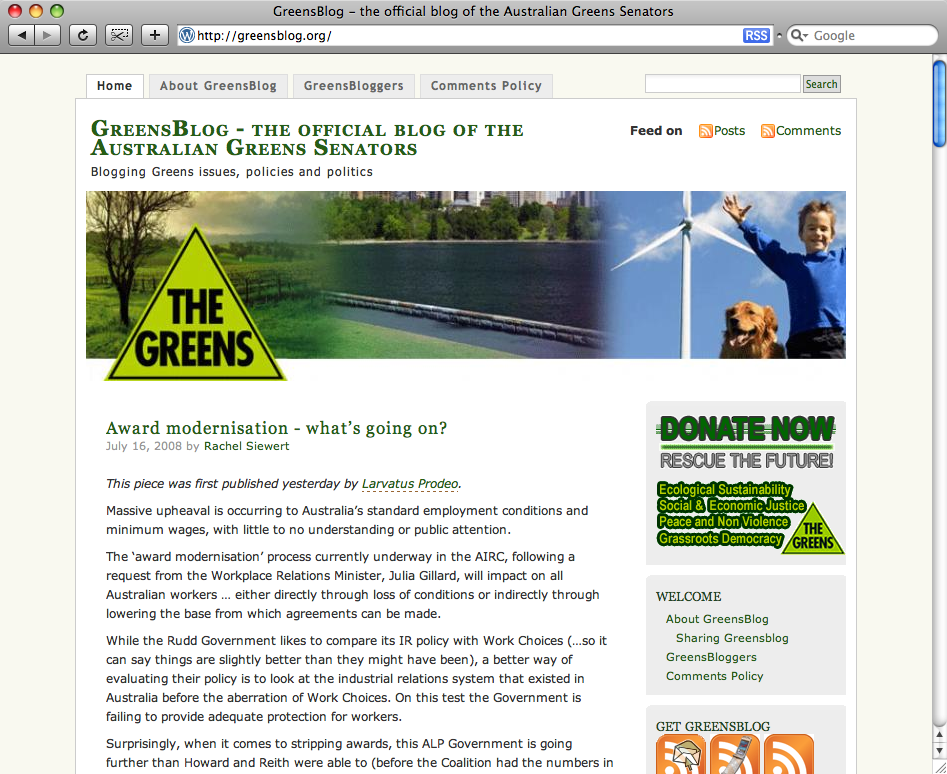 GreensBlog – the official blog of the Australian Greens Senators
http://greensblog.org/
RSS
Google
Home
About GreensBlog
GreensBloggers
Comments Policy
Search
GreensBlog - the official blog of the
Australian Greens Senators
Feed on
Posts
Comments
Blogging Greens issues, policies and politics
THE
GREENS
Award modernisation - what’s going on?
July 16, 2008 by Rachel Siewert
This piece was first published yesterday by Larvatus Prodeo.
Massive upheaval is occurring to Australia’s standard employment conditions and
minimum wages, with little to no understanding or public attention.
The ‘award modernisation’ process currently underway in the AIRC, following a
request from the Workplace Relations Minister, Julia Gillard, will impact on all
Australian workers … either directly through loss of conditions or indirectly through
lowering the base from which agreements can be made.
While the Rudd Government likes to compare its IR policy with Work Choices (…so it
can say things are slightly better than they might have been), a better way of
evaluating their policy is to look at the industrial relations system that existed in
Australia before the aberration of Work Choices. On this test the Government is
failing to provide adequate protection for workers.
Surprisingly, when it comes to stripping awards, this ALP Government is going
further than Howard and Reith were able to (before the Coalition had the numbers in
DONATE NOW
RESCUE THE FUTURE!
Ecological Sustainability
Social & Economic Justice
Peace and Non Violence
Grassroots Democracy
THE
GREENS
WELCOME
About GreensBlog
Sharing Greensblog
GreensBloggers
Comments Policy
GET GREENSBLOG